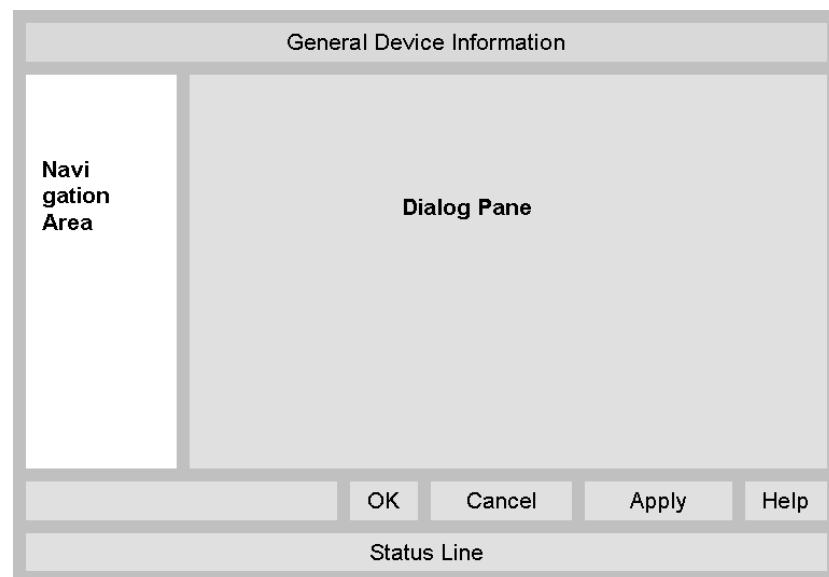 General Device Information
Navi
gation
Area
Dialog Pane
OK Cancel Apply Help
Status Line